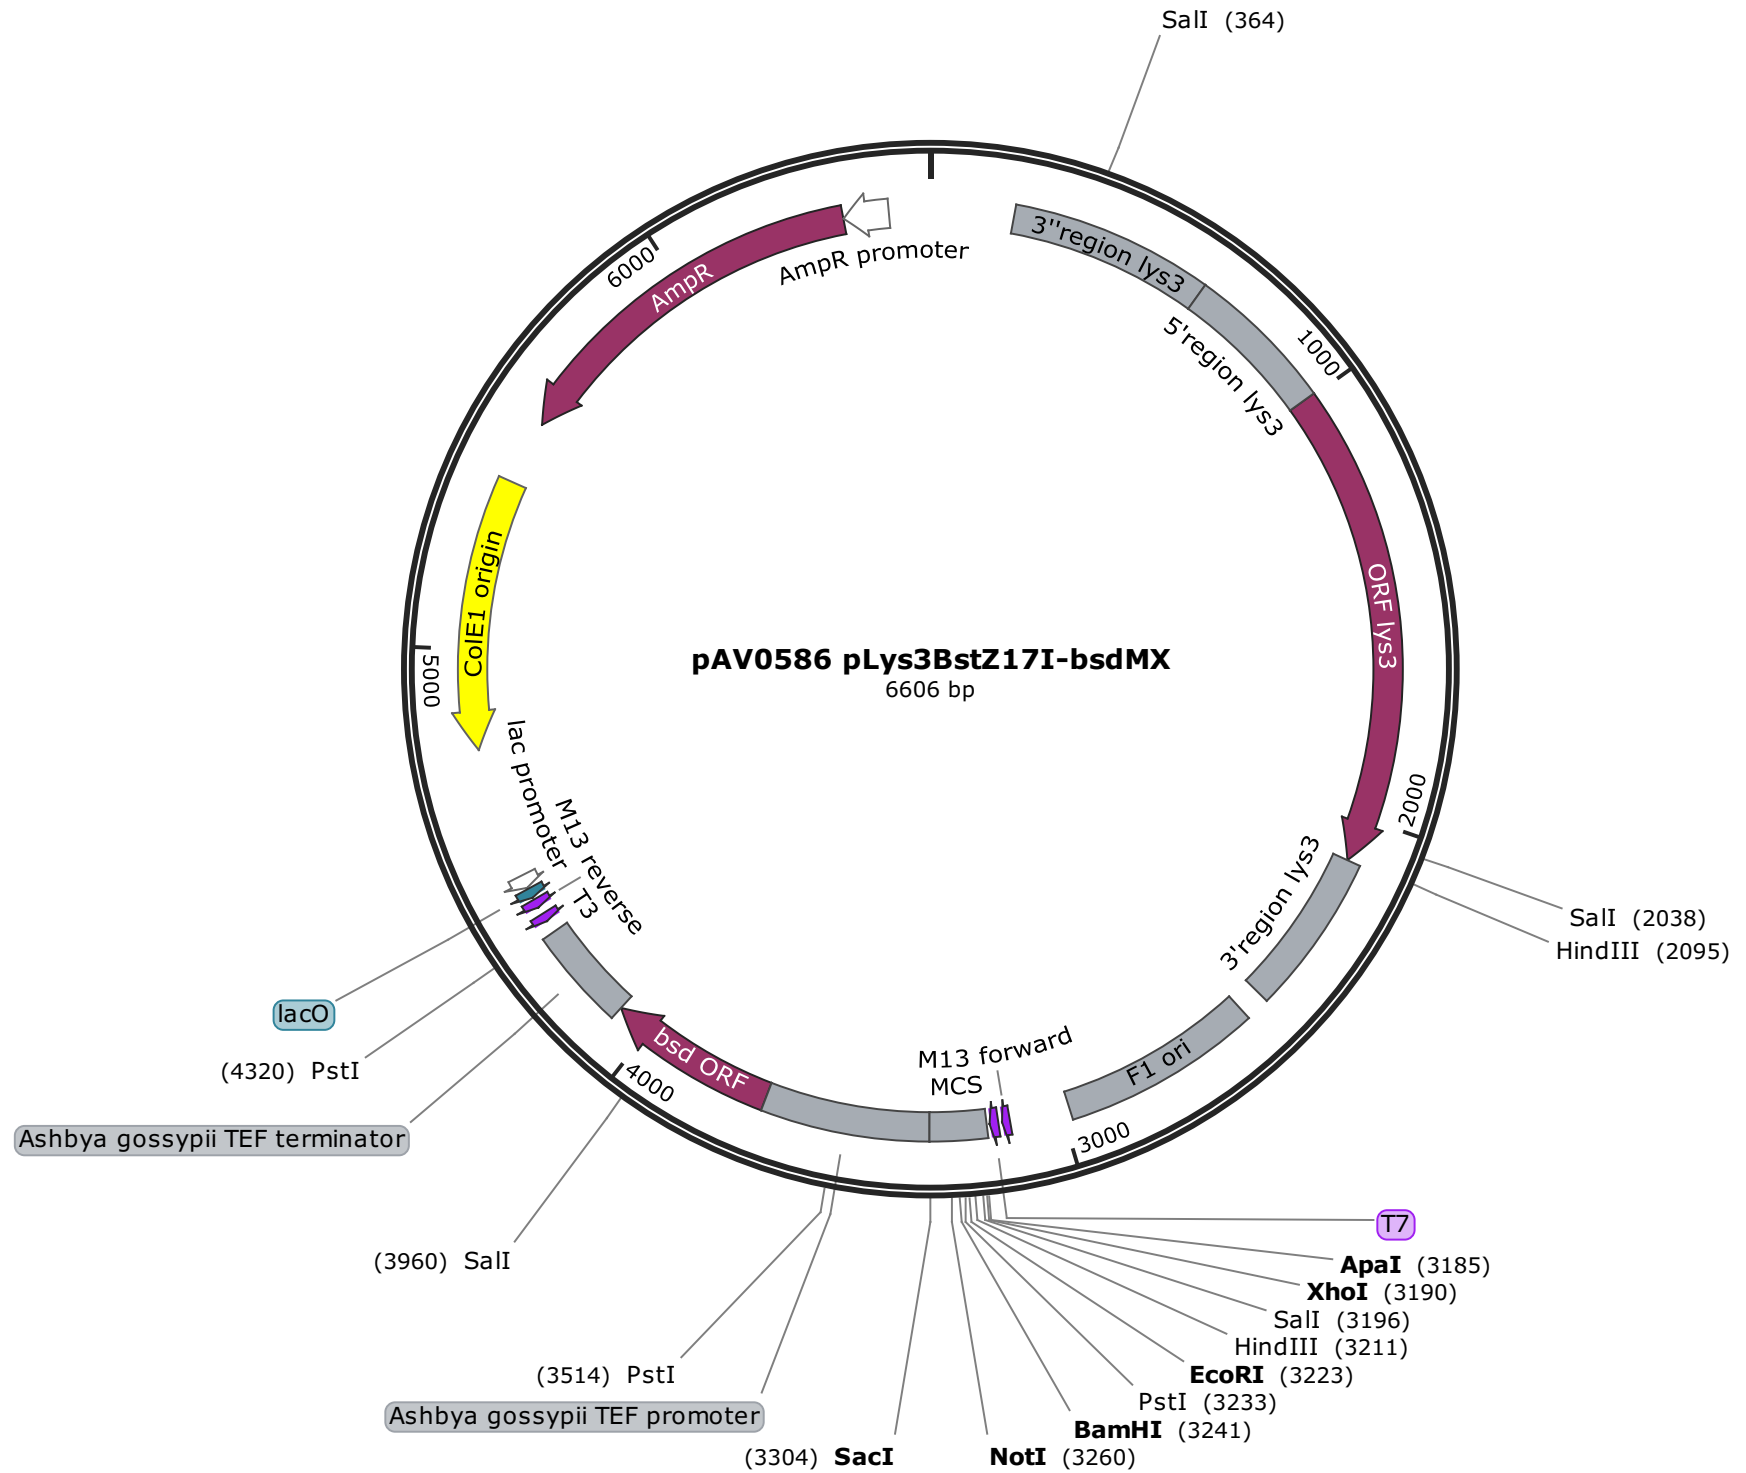 SalI (364)
3''region lys3
5'region lys3
1000
ORF lys3
2000
SalI (2038)
HindIII (2095)
3'region lys3
F1 ori
3000
M13 forward
MCS
T7
ApaI (3185)
XhoI (3190)
SalI (3196)
HindIII (3211)
EcoRI (3223)
PstI (3233)
BamHI (3241)
NotI (3260)
(3304) SacI
Ashbya gossypii TEF promoter
(3514) PstI
(3960) SalI
bsd ORF
4000
Ashbya gossypii TEF terminator
(4320) PstI
lacO
T3
M13 reverse
lac promoter
5000
ColE1 origin
AmpR
6000
AmpR promoter
pAV0586 pLys3BstZ17I-bsdMX
6606 bp